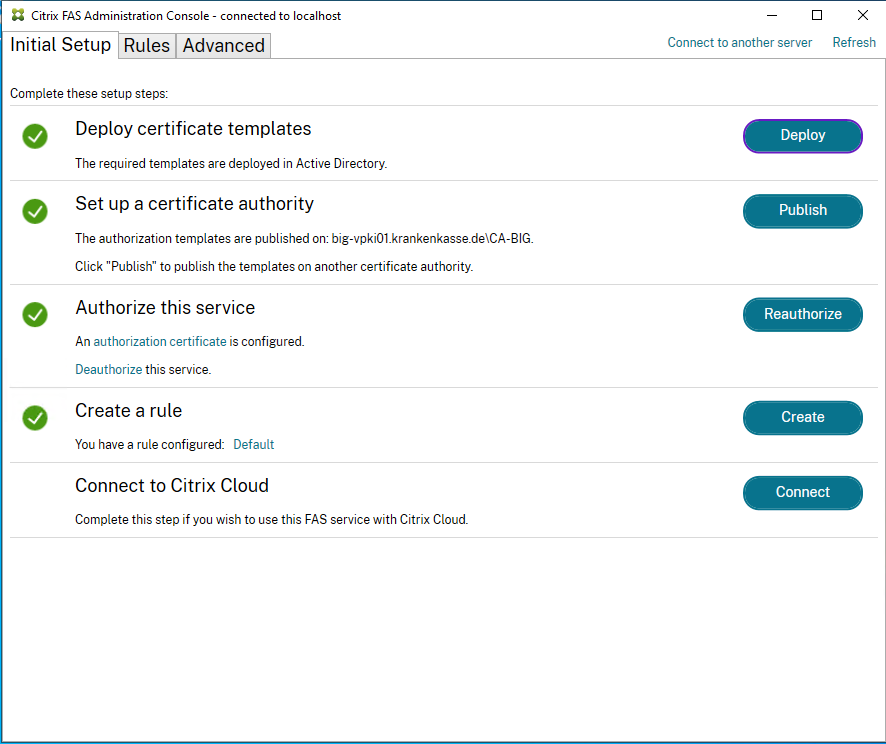 Citrix FAS Administration Console - connected to localhost
Initial Setup
Rules
Advanced
Connect to another server
Refresh
Complete these setup steps:
Deploy certificate templates
Deploy
The required templates are deployed in Active Directory.
Set up a certificate authority
Publish
The authorization templates are published on: big-vpki01.krankenkasse.de\CA-BIG.
Click "Publish" to publish the templates on another certificate authority.
Authorize this service
Reauthorize
An authorization certificate is configured.
Deauthorize this service.
Create a rule
Create
You have a rule configured: Default
Connect to Citrix Cloud
Connect
Complete this step if you wish to use this FAS service with Citrix Cloud.